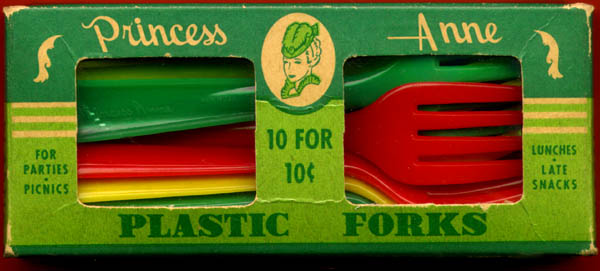 Princess Anne
10 FOR
10¢
FOR
PARTIES
•
PICNICS
LUNCHES
•
LATE
SNACKS
PLASTIC FORKS